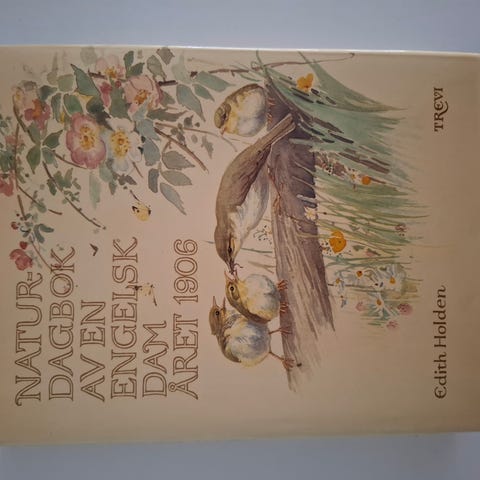 NATUR-
DAGBOK
AV EN
ENGELSK
DAM
ÅRET 1906
Edith Holden
TREVI